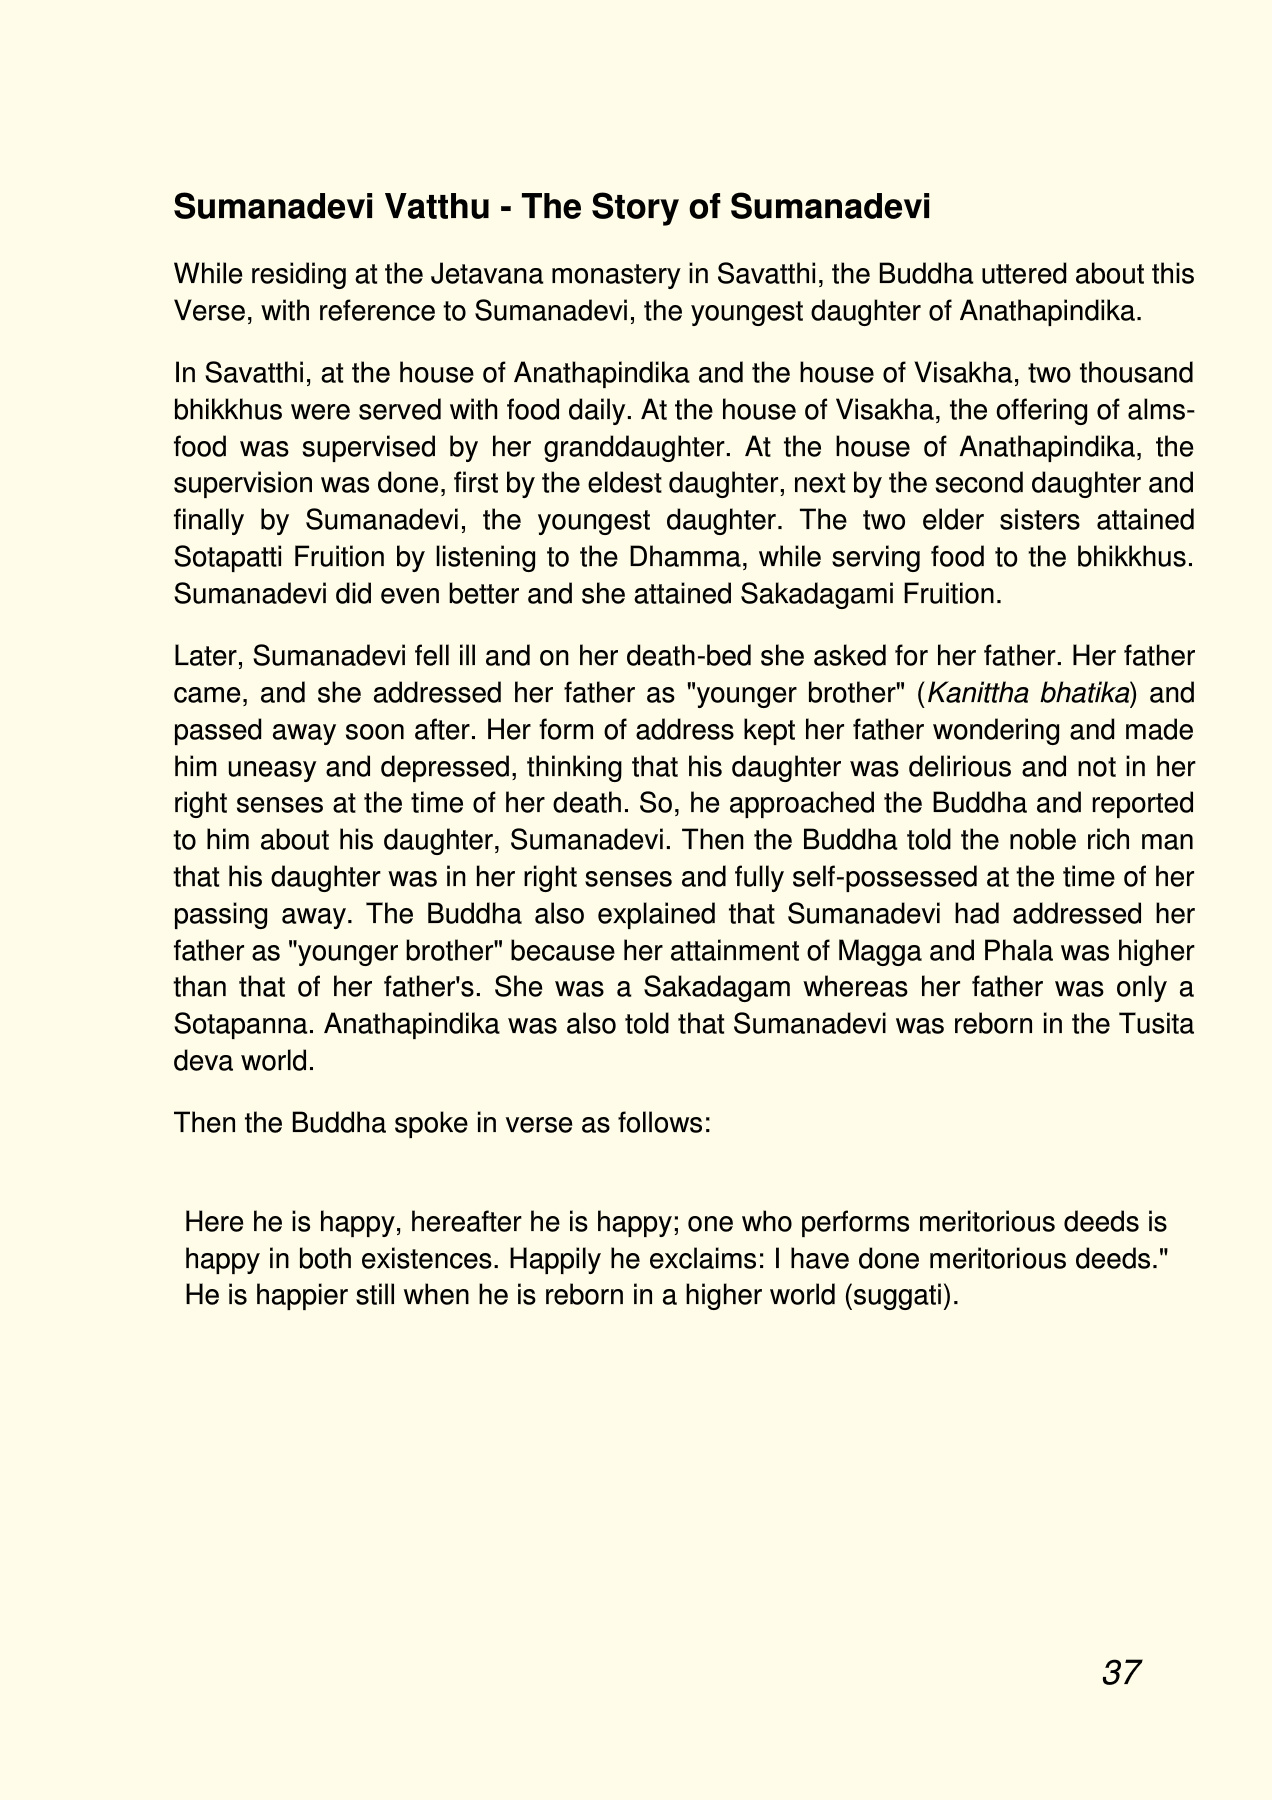 Sumanadevi Vatthu - The Story of Sumanadevi
While residing at the Jetavana monastery in Savatthi, the Buddha uttered about this
Verse, with reference to Sumanadevi, the youngest daughter of Anathapindika.
In Savatthi, at the house of Anathapindika and the house of Visakha, two thousand
bhikkhus were served with food daily. At the house of Visakha, the offering of alms-
food was supervised by her granddaughter. At the house of Anathapindika, the
supervision was done, first by the eldest daughter, next by the second daughter and
finally by Sumanadevi, the youngest daughter. The two elder sisters attained
Sotapatti Fruition by listening to the Dhamma, while serving food to the bhikkhus.
Sumanadevi did even better and she attained Sakadagami Fruition.
Later, Sumanadevi fell ill and on her death-bed she asked for her father. Her father
came, and she addressed her father as "younger brother" (Kanittha bhatika) and
passed away soon after. Her form of address kept her father wondering and made
him uneasy and depressed, thinking that his daughter was delirious and not in her
right senses at the time of her death. So, he approached the Buddha and reported
to him about his daughter, Sumanadevi. Then the Buddha told the noble rich man
that his daughter was in her right senses and fully self-possessed at the time of her
passing away. The Buddha also explained that Sumanadevi had addressed her
father as "younger brother" because her attainment of Magga and Phala was higher
than that of her father's. She was a Sakadagam whereas her father was only a
Sotapanna. Anathapindika was also told that Sumanadevi was reborn in the Tusita
deva world.
Then the Buddha spoke in verse as follows:
Here he is happy, hereafter he is happy; one who performs meritorious deeds is
happy in both existences. Happily he exclaims: I have done meritorious deeds."
He is happier still when he is reborn in a higher world (suggati).
37